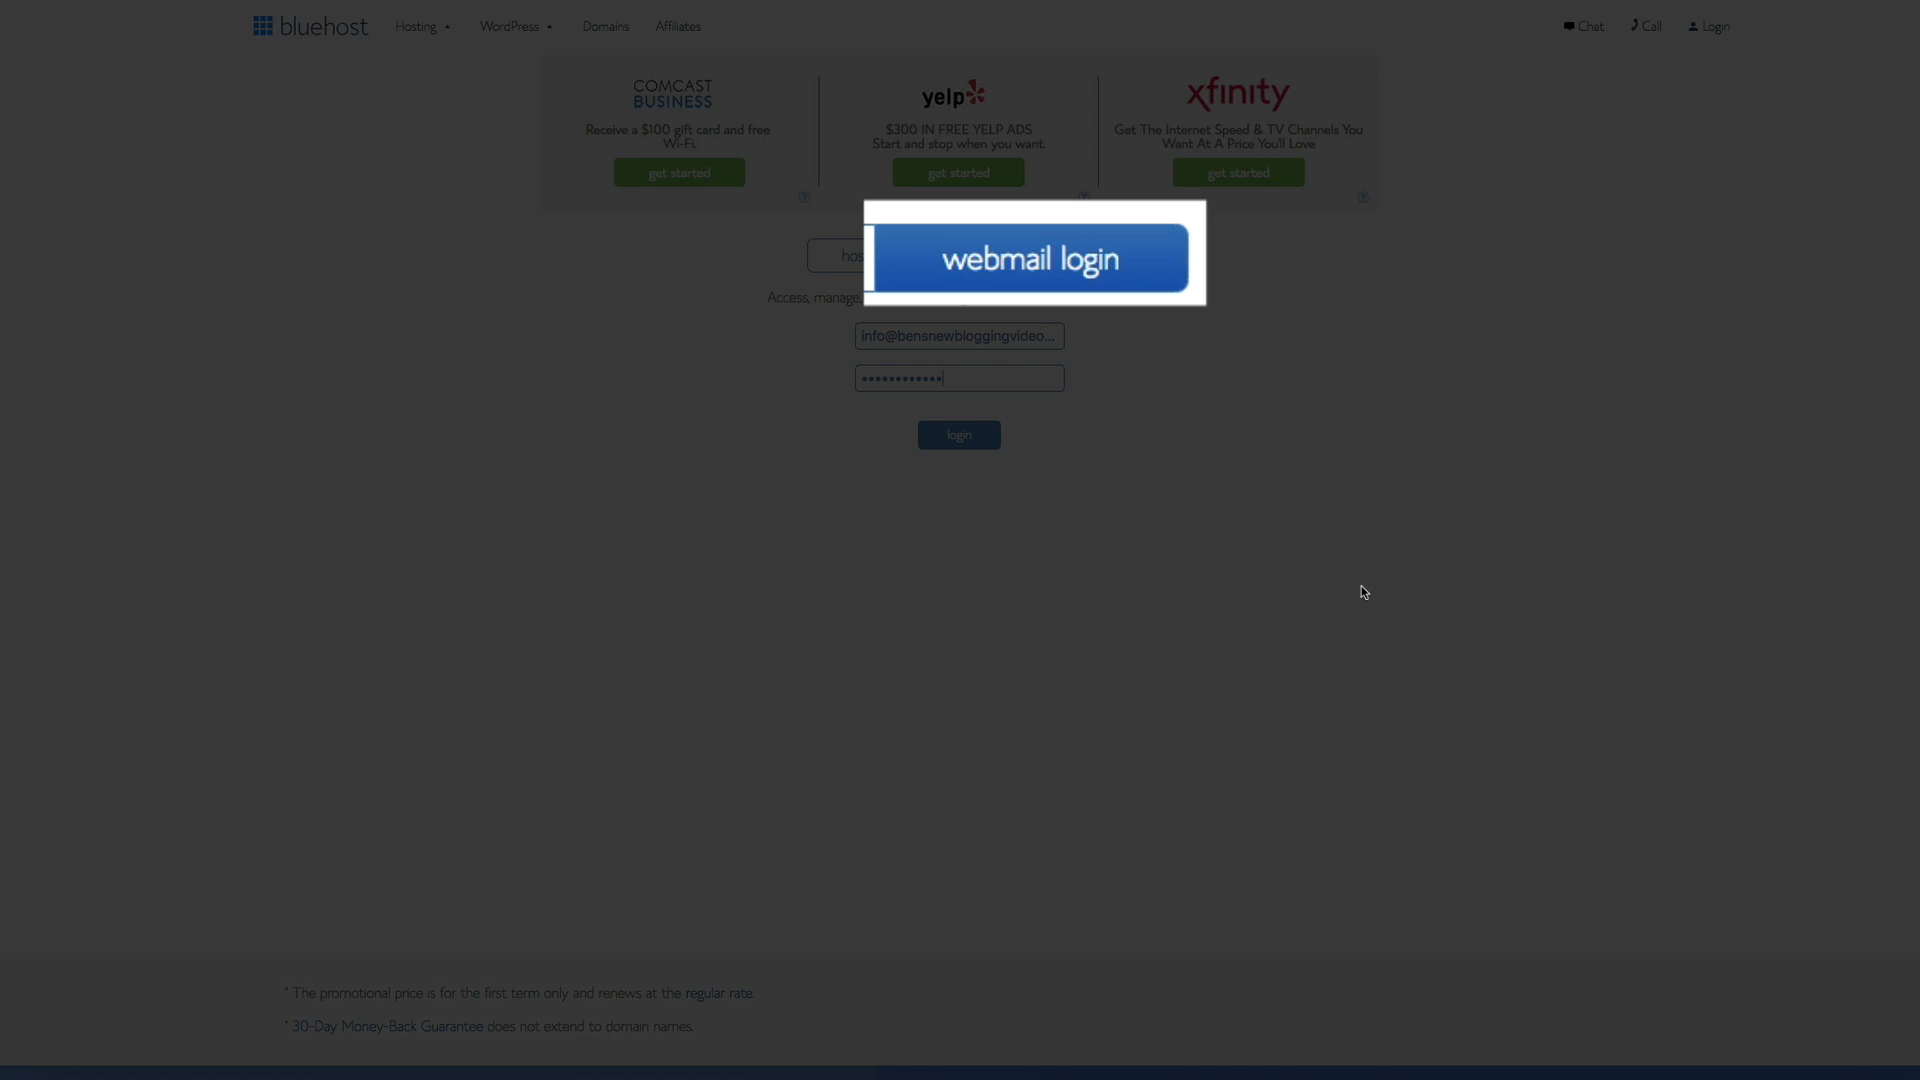 bluehost Hosting WordPress Domains Affiliates Chat Call Login
COMCAST
BUSINESS
Receive a $100 gift card and free
Wi-Fi.
get started
yelp
$300 IN FREE YELP ADS
Start and stop when you want.
get started
xfinity
Get The Internet Speed & TV Channels You
Want At A Price You'll Love
get started
hos
webmail login
Access, manage,
info@bensnewbloggingvideo...
login
* The promotional price is for the first term only and renews at the regular rate.
* 30-Day Money-Back Guarantee does not extend to domain names.